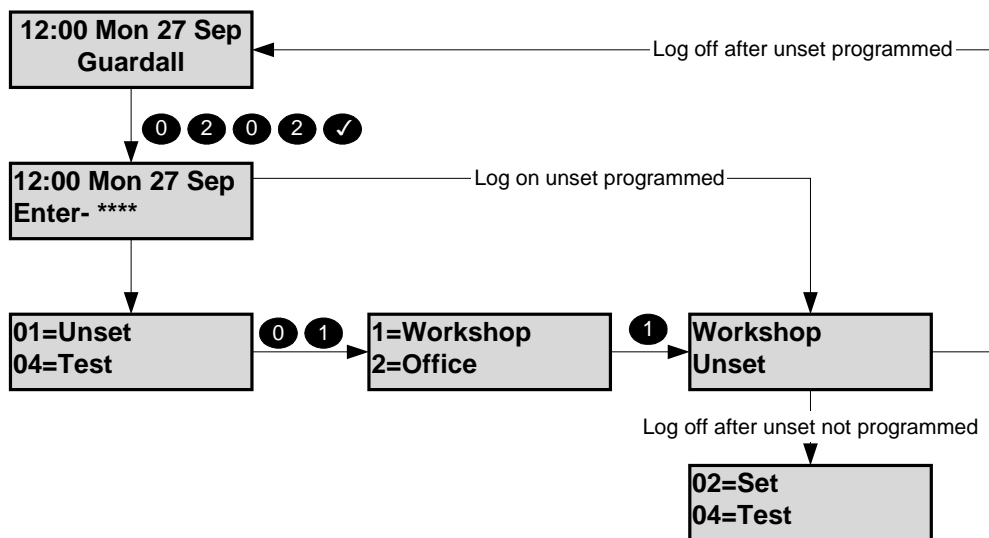 12:00 Mon 27 Sep
Guardall
Log off after unset programmed
0 2 0 2 ✓
12:00 Mon 27 Sep
Enter- ****
Log on unset programmed
01=Unset
04=Test
0 1
1=Workshop
2=Office
1
Workshop
Unset
Log off after unset not programmed
02=Set
04=Test